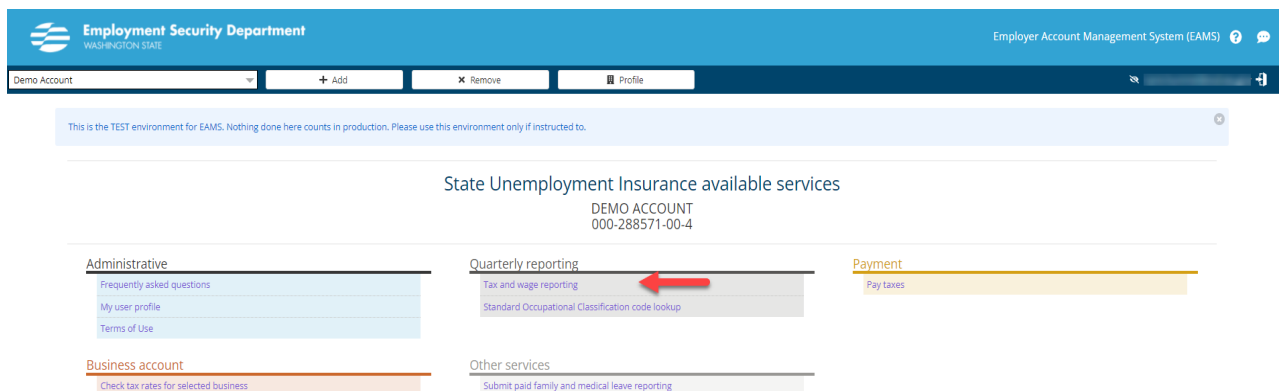 Employment Security Department
WASHINGTON STATE
Employer Account Management System (EAMS)
Demo Account
+ Add
× Remove
Profile
This is the TEST environment for EAMS. Nothing done here counts in production. Please use this environment only if instructed to.
State Unemployment Insurance available services
DEMO ACCOUNT
000-288571-00-4
Administrative
Frequently asked questions
My user profile
Terms of Use
Quarterly reporting
Tax and wage reporting
Standard Occupational Classification code lookup
Payment
Pay taxes
Business account
Check tax rates for selected business
Other services
Submit paid family and medical leave reporting